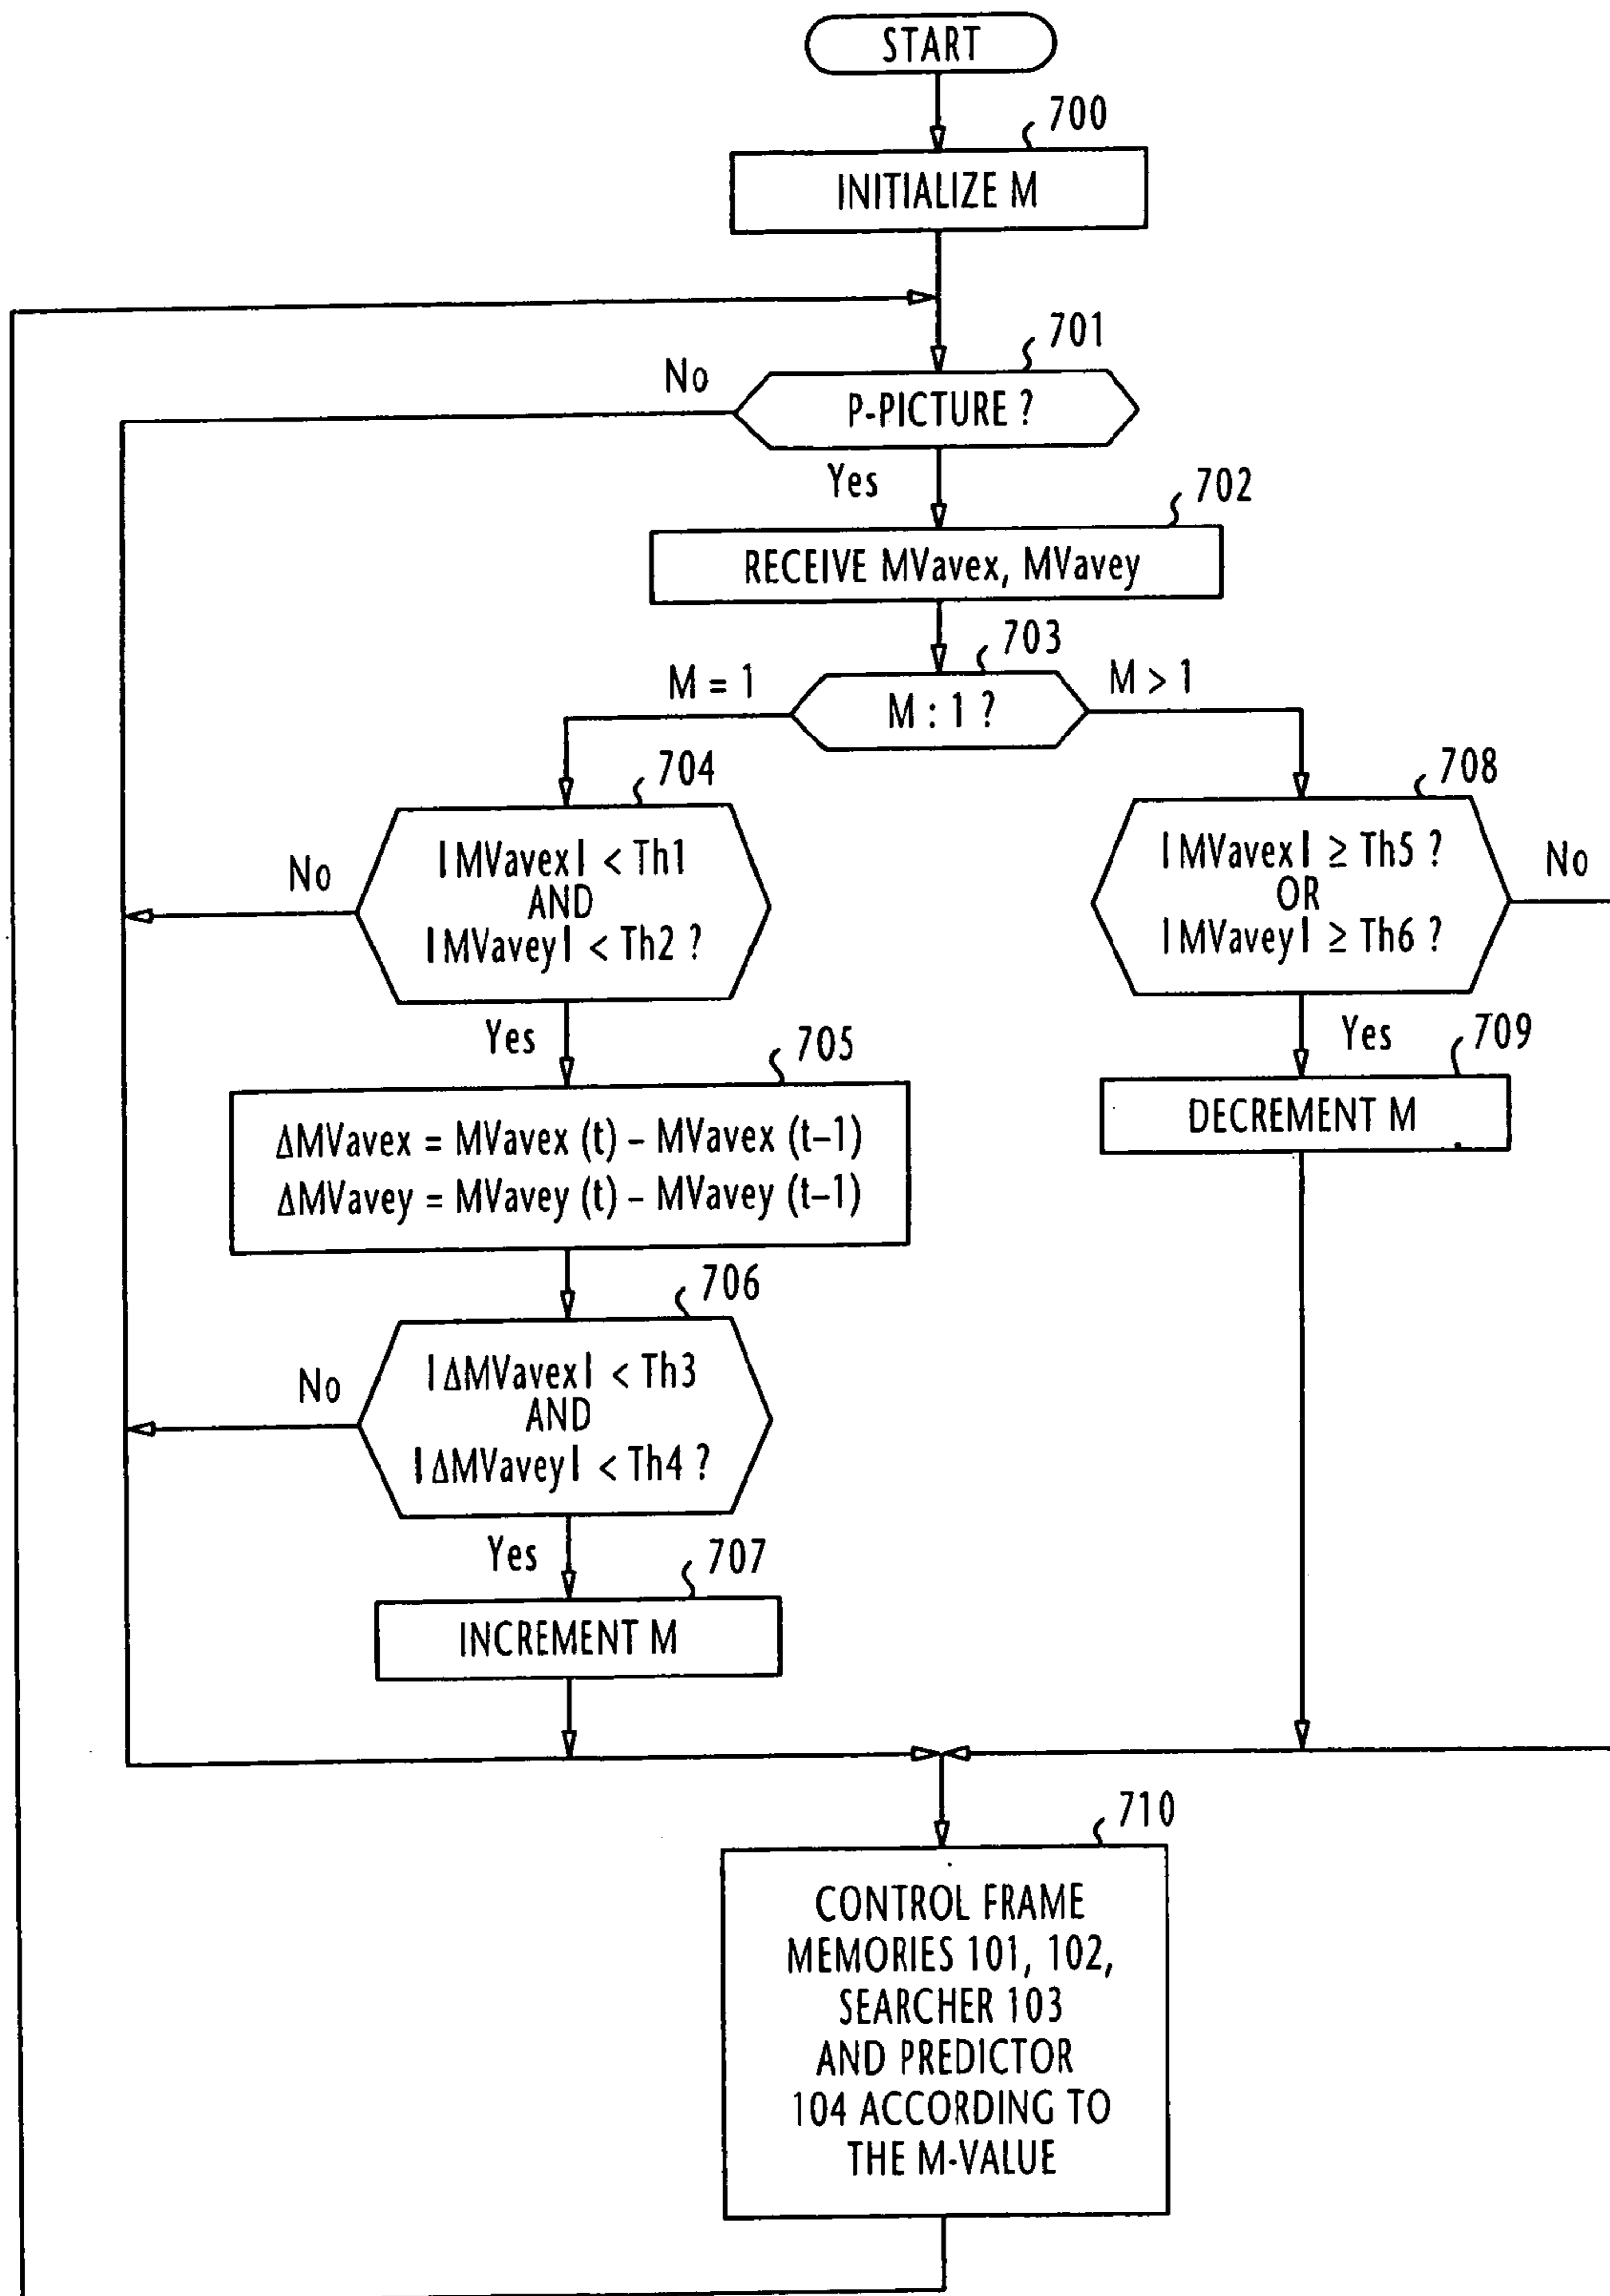 START
700
INITIALIZE M
701
No
P-PICTURE ?
Yes
702
RECEIVE MVavex, MVavey
703
M = 1
M : 1 ?
M > 1
704
|MVavex| < Th1
AND
|MVavey| < Th2 ?
No
Yes
705
ΔMVavex = MVavex (t) – MVavex (t–1)
ΔMVavey = MVavey (t) – MVavey (t–1)
706
|ΔMVavex| < Th3
AND
|ΔMVavey| < Th4 ?
No
Yes
707
INCREMENT M
708
|MVavex| ≥ Th5 ?
OR
|MVavey| ≥ Th6 ?
No
Yes
709
DECREMENT M
710
CONTROL FRAME
MEMORIES 101, 102,
SEARCHER 103
AND PREDICTOR
104 ACCORDING TO
THE M-VALUE